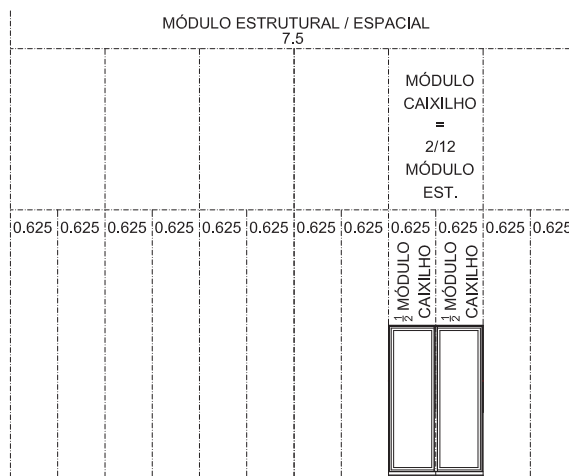 MÓDULO ESTRUTURAL / ESPACIAL
7.5
MÓDULO
CAIXILHO
=
2/12
MÓDULO
EST.
0.625 0.625 0.625 0.625 0.625 0.625 0.625 0.625 0.625 0.625 0.625 0.625
½ MÓDULO
CAIXILHO
½ MÓDULO
CAIXILHO